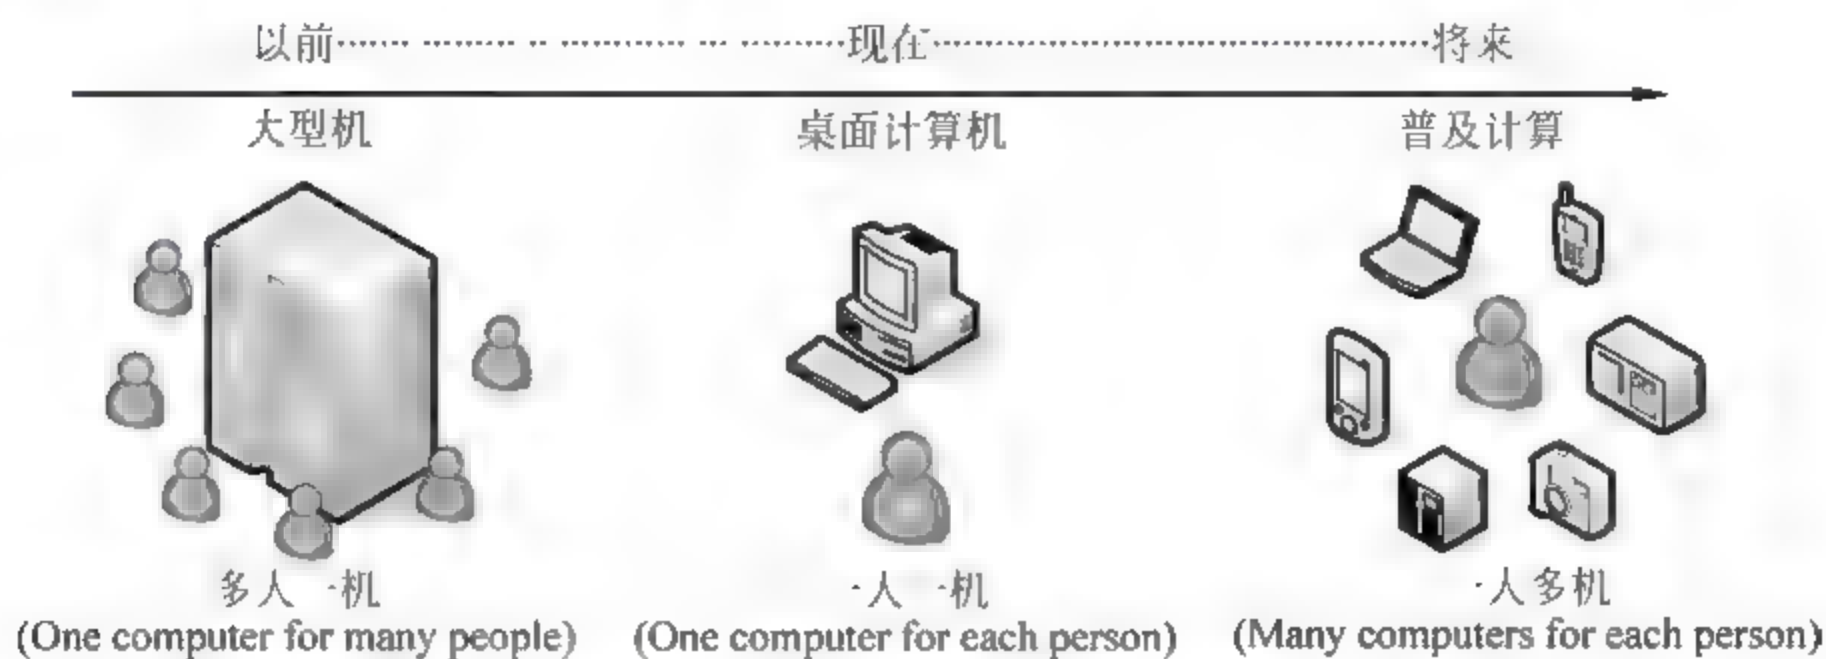 以前…… ……… ‥ ………… … ………现在……………………………将来
大型机 桌面计算机 普及计算
多人一机 一人一机 一人多机
(One computer for many people) (One computer for each person) (Many computers for each person)